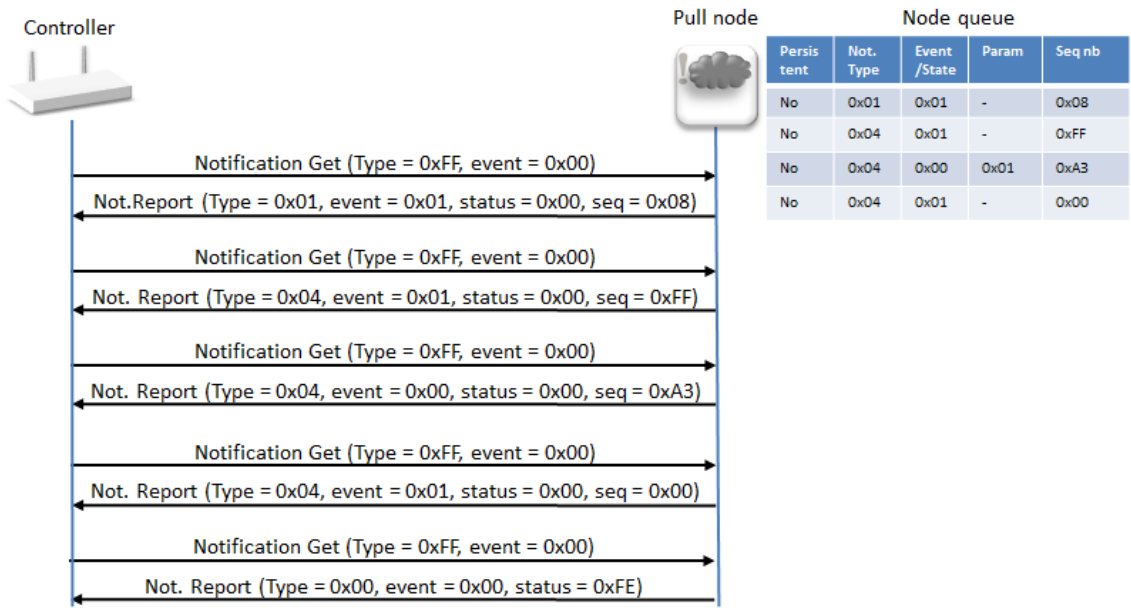 Controller
Pull node
Node queue
Persis tent Not. Type Event /State Param Seq nb
No 0x01 0x01 - 0x08
No 0x04 0x01 - 0xFF
No 0x04 0x00 0x01 0xA3
No 0x04 0x01 - 0x00
Notification Get (Type = 0xFF, event = 0x00)
Not.Report (Type = 0x01, event = 0x01, status = 0x00, seq = 0x08)
Notification Get (Type = 0xFF, event = 0x00)
Not. Report (Type = 0x04, event = 0x01, status = 0x00, seq = 0xFF)
Notification Get (Type = 0xFF, event = 0x00)
Not. Report (Type = 0x04, event = 0x00, status = 0x00, seq = 0xA3)
Notification Get (Type = 0xFF, event = 0x00)
Not. Report (Type = 0x04, event = 0x01, status = 0x00, seq = 0x00)
Notification Get (Type = 0xFF, event = 0x00)
Not. Report (Type = 0x00, event = 0x00, status = 0xFE)